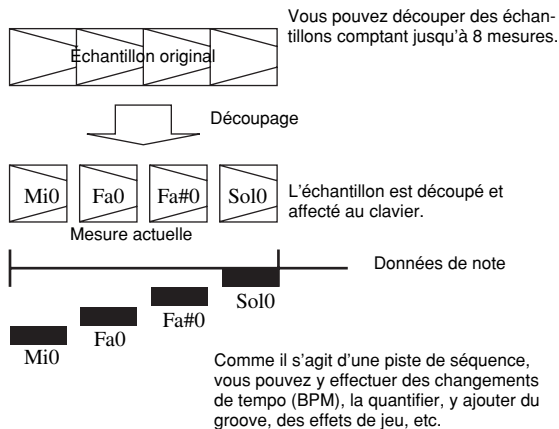 Vous pouvez découper des échan-
tillons comptant jusqu'à 8 mesures.
Echantillon original
Découpage
Mi0 Fa0 Fa#0 Sol0
L'échantillon est découpé et
affecté au clavier.
Mesure actuelle
Données de note
Sol0
Fa#0
Fa0
Mi0
Comme il s'agit d'une piste de séquence,
vous pouvez y effectuer des changements
de tempo (BPM), la quantifier, y ajouter du
groove, des effets de jeu, etc.